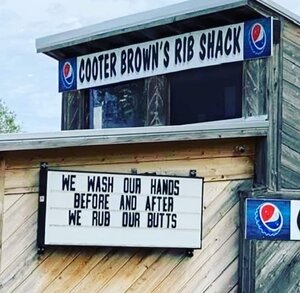 COOTER BROWN'S RIB SHACK
WE WASH OUR HANDS
BEFORE AND AFTER
WE RUB OUR BUTTS